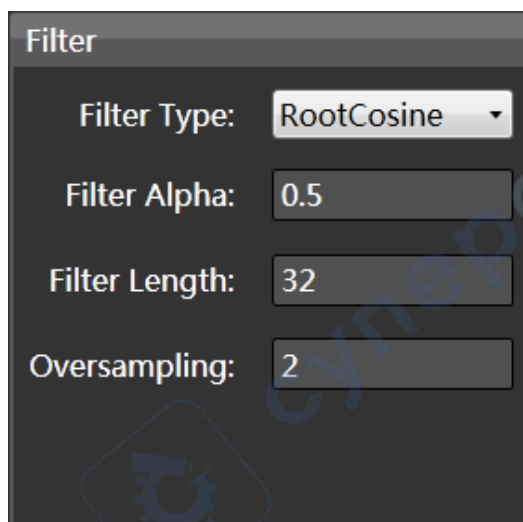 Filter
Filter Type: RootCosine
Filter Alpha: 0.5
Filter Length: 32
Oversampling: 2